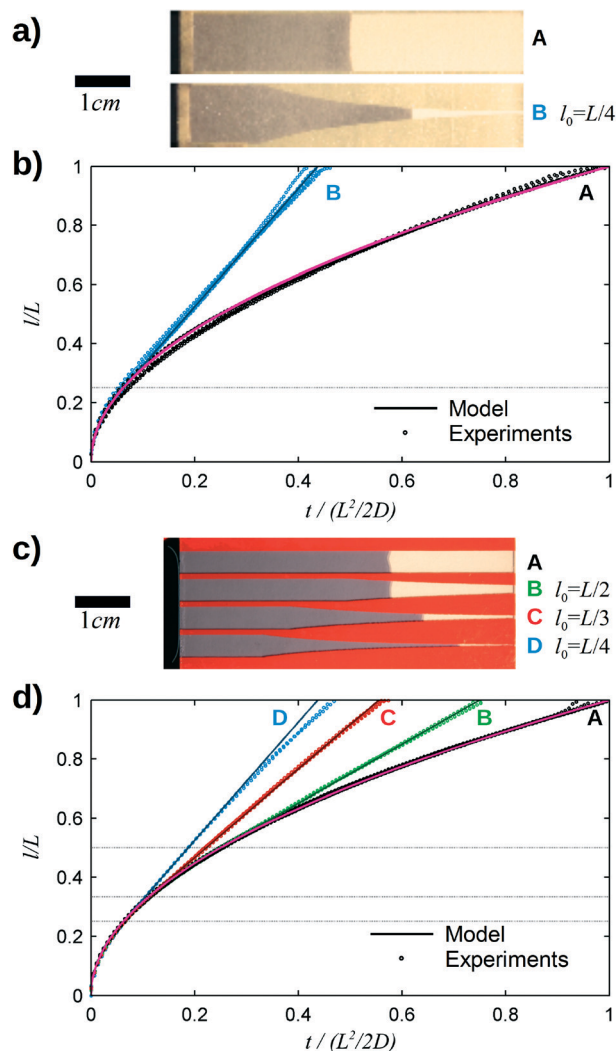 a)
A
1cm
B l₀=L/4
b)
1
B
A
0.8
0.6
l/L
0.4
0.2
Model
Experiments
0
0
0.2
0.4
0.6
0.8
1
t / (L²/2D)
c)
A
B l₀=L/2
1cm
C l₀=L/3
D l₀=L/4
d)
1
D
C
B
A
0.8
0.6
l/L
0.4
0.2
Model
Experiments
0
0
0.2
0.4
0.6
0.8
1
t / (L²/2D)